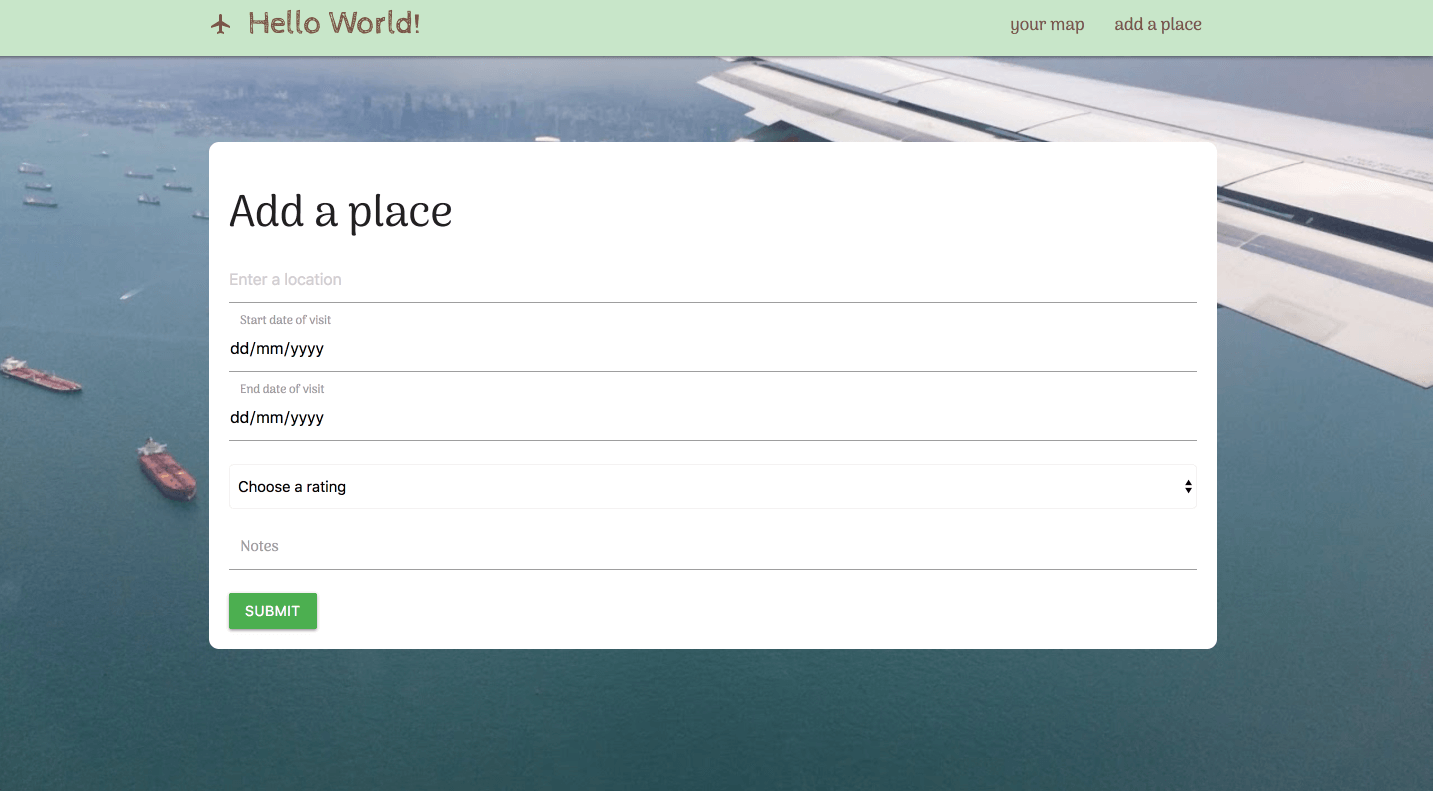 Hello World!
your map
add a place
Add a place
Enter a location
Start date of visit
dd/mm/yyyy
End date of visit
dd/mm/yyyy
Choose a rating
Notes
SUBMIT